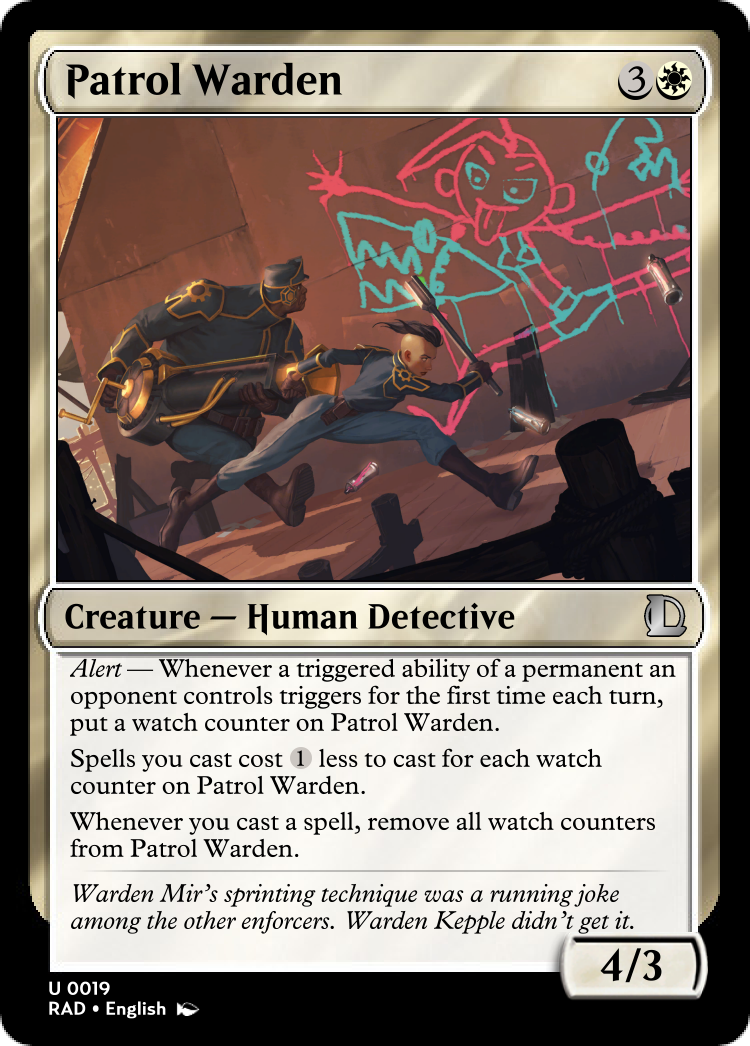 Patrol Warden
3
Creature — Human Detective
Alert — Whenever a triggered ability of a permanent an
opponent controls triggers for the first time each turn,
put a watch counter on Patrol Warden.
Spells you cast cost 1 less to cast for each watch
counter on Patrol Warden.
Whenever you cast a spell, remove all watch counters
from Patrol Warden.
Warden Mir's sprinting technique was a running joke
among the other enforcers. Warden Kepple didn't get it.
4/3
U 0019
RAD • English